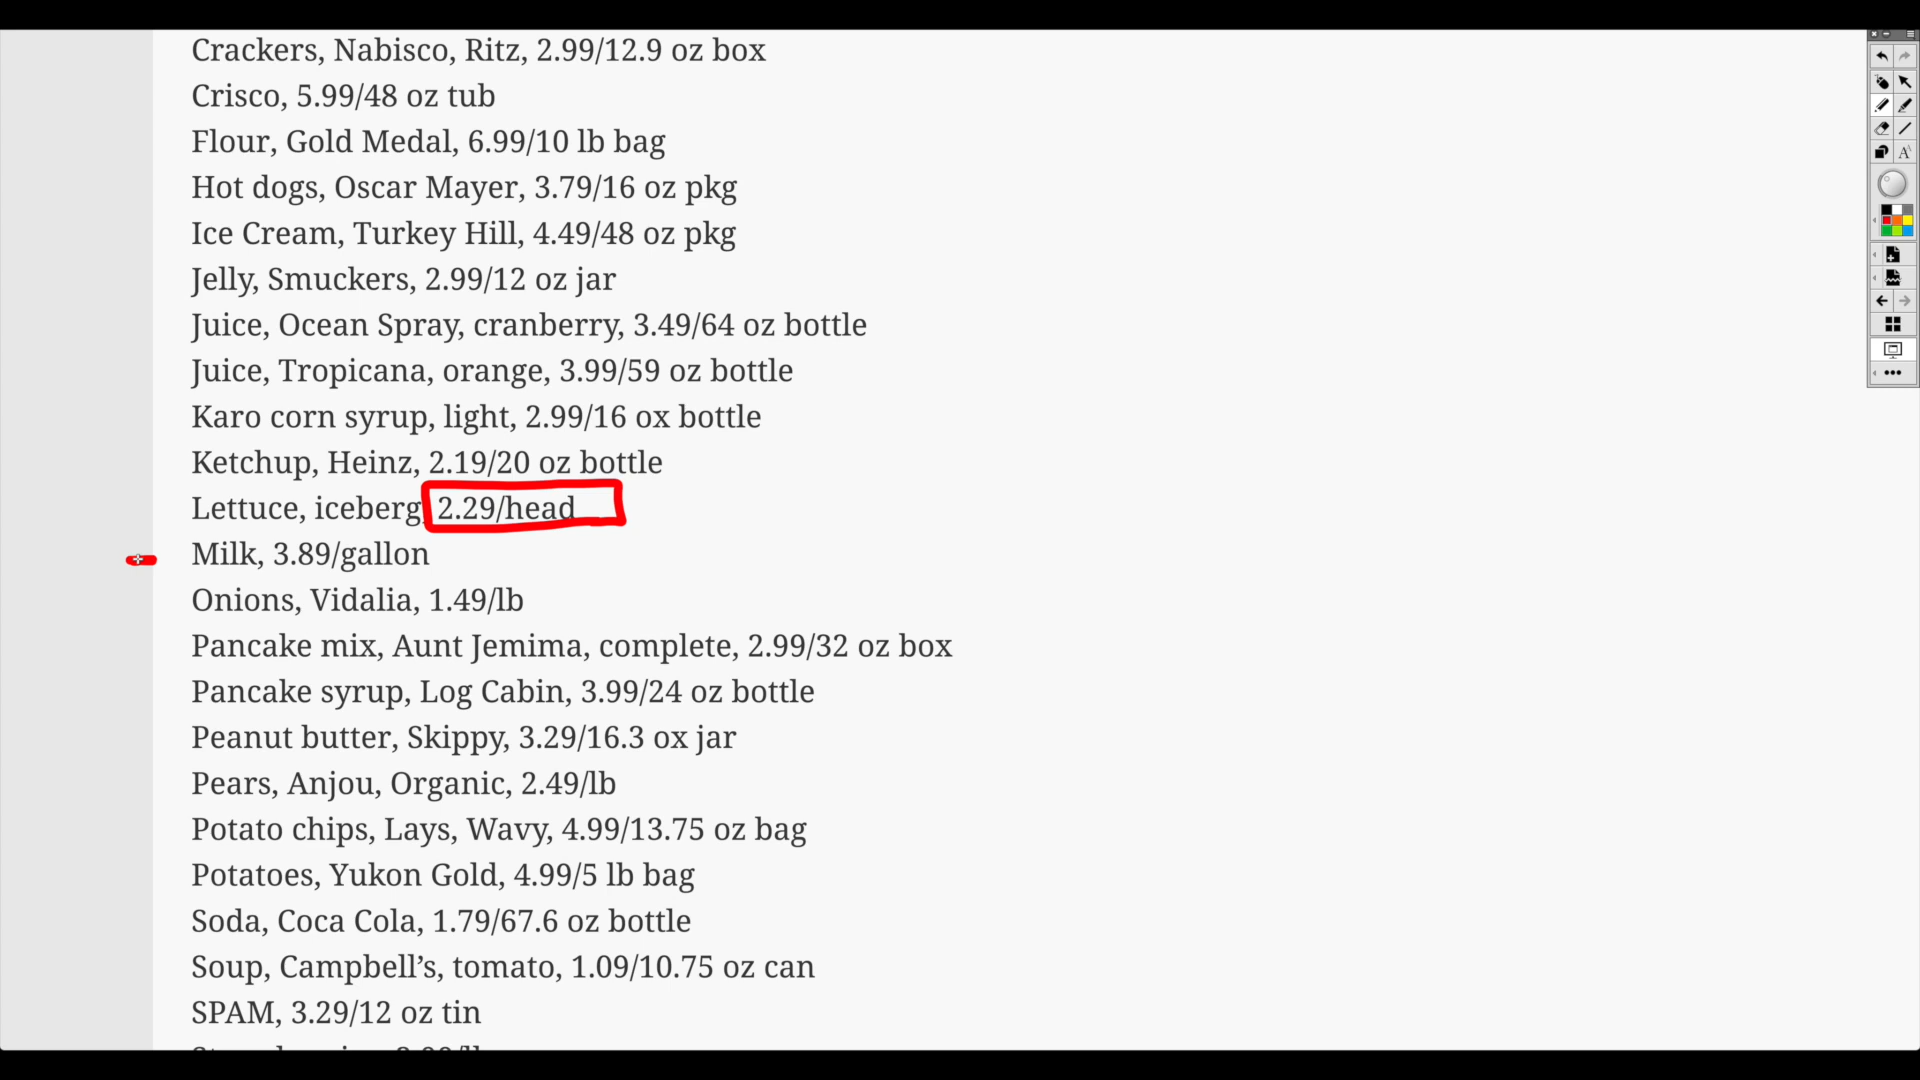 Crackers, Nabisco, Ritz, 2.99/12.9 oz box
Crisco, 5.99/48 oz tub
Flour, Gold Medal, 6.99/10 lb bag
Hot dogs, Oscar Mayer, 3.79/16 oz pkg
Ice Cream, Turkey Hill, 4.49/48 oz pkg
Jelly, Smuckers, 2.99/12 oz jar
Juice, Ocean Spray, cranberry, 3.49/64 oz bottle
Juice, Tropicana, orange, 3.99/59 oz bottle
Karo corn syrup, light, 2.99/16 ox bottle
Ketchup, Heinz, 2.19/20 oz bottle
Lettuce, iceberg, 2.29/head
Milk, 3.89/gallon
Onions, Vidalia, 1.49/lb
Pancake mix, Aunt Jemima, complete, 2.99/32 oz box
Pancake syrup, Log Cabin, 3.99/24 oz bottle
Peanut butter, Skippy, 3.29/16.3 ox jar
Pears, Anjou, Organic, 2.49/lb
Potato chips, Lays, Wavy, 4.99/13.75 oz bag
Potatoes, Yukon Gold, 4.99/5 lb bag
Soda, Coca Cola, 1.79/67.6 oz bottle
Soup, Campbell’s, tomato, 1.09/10.75 oz can
SPAM, 3.29/12 oz tin